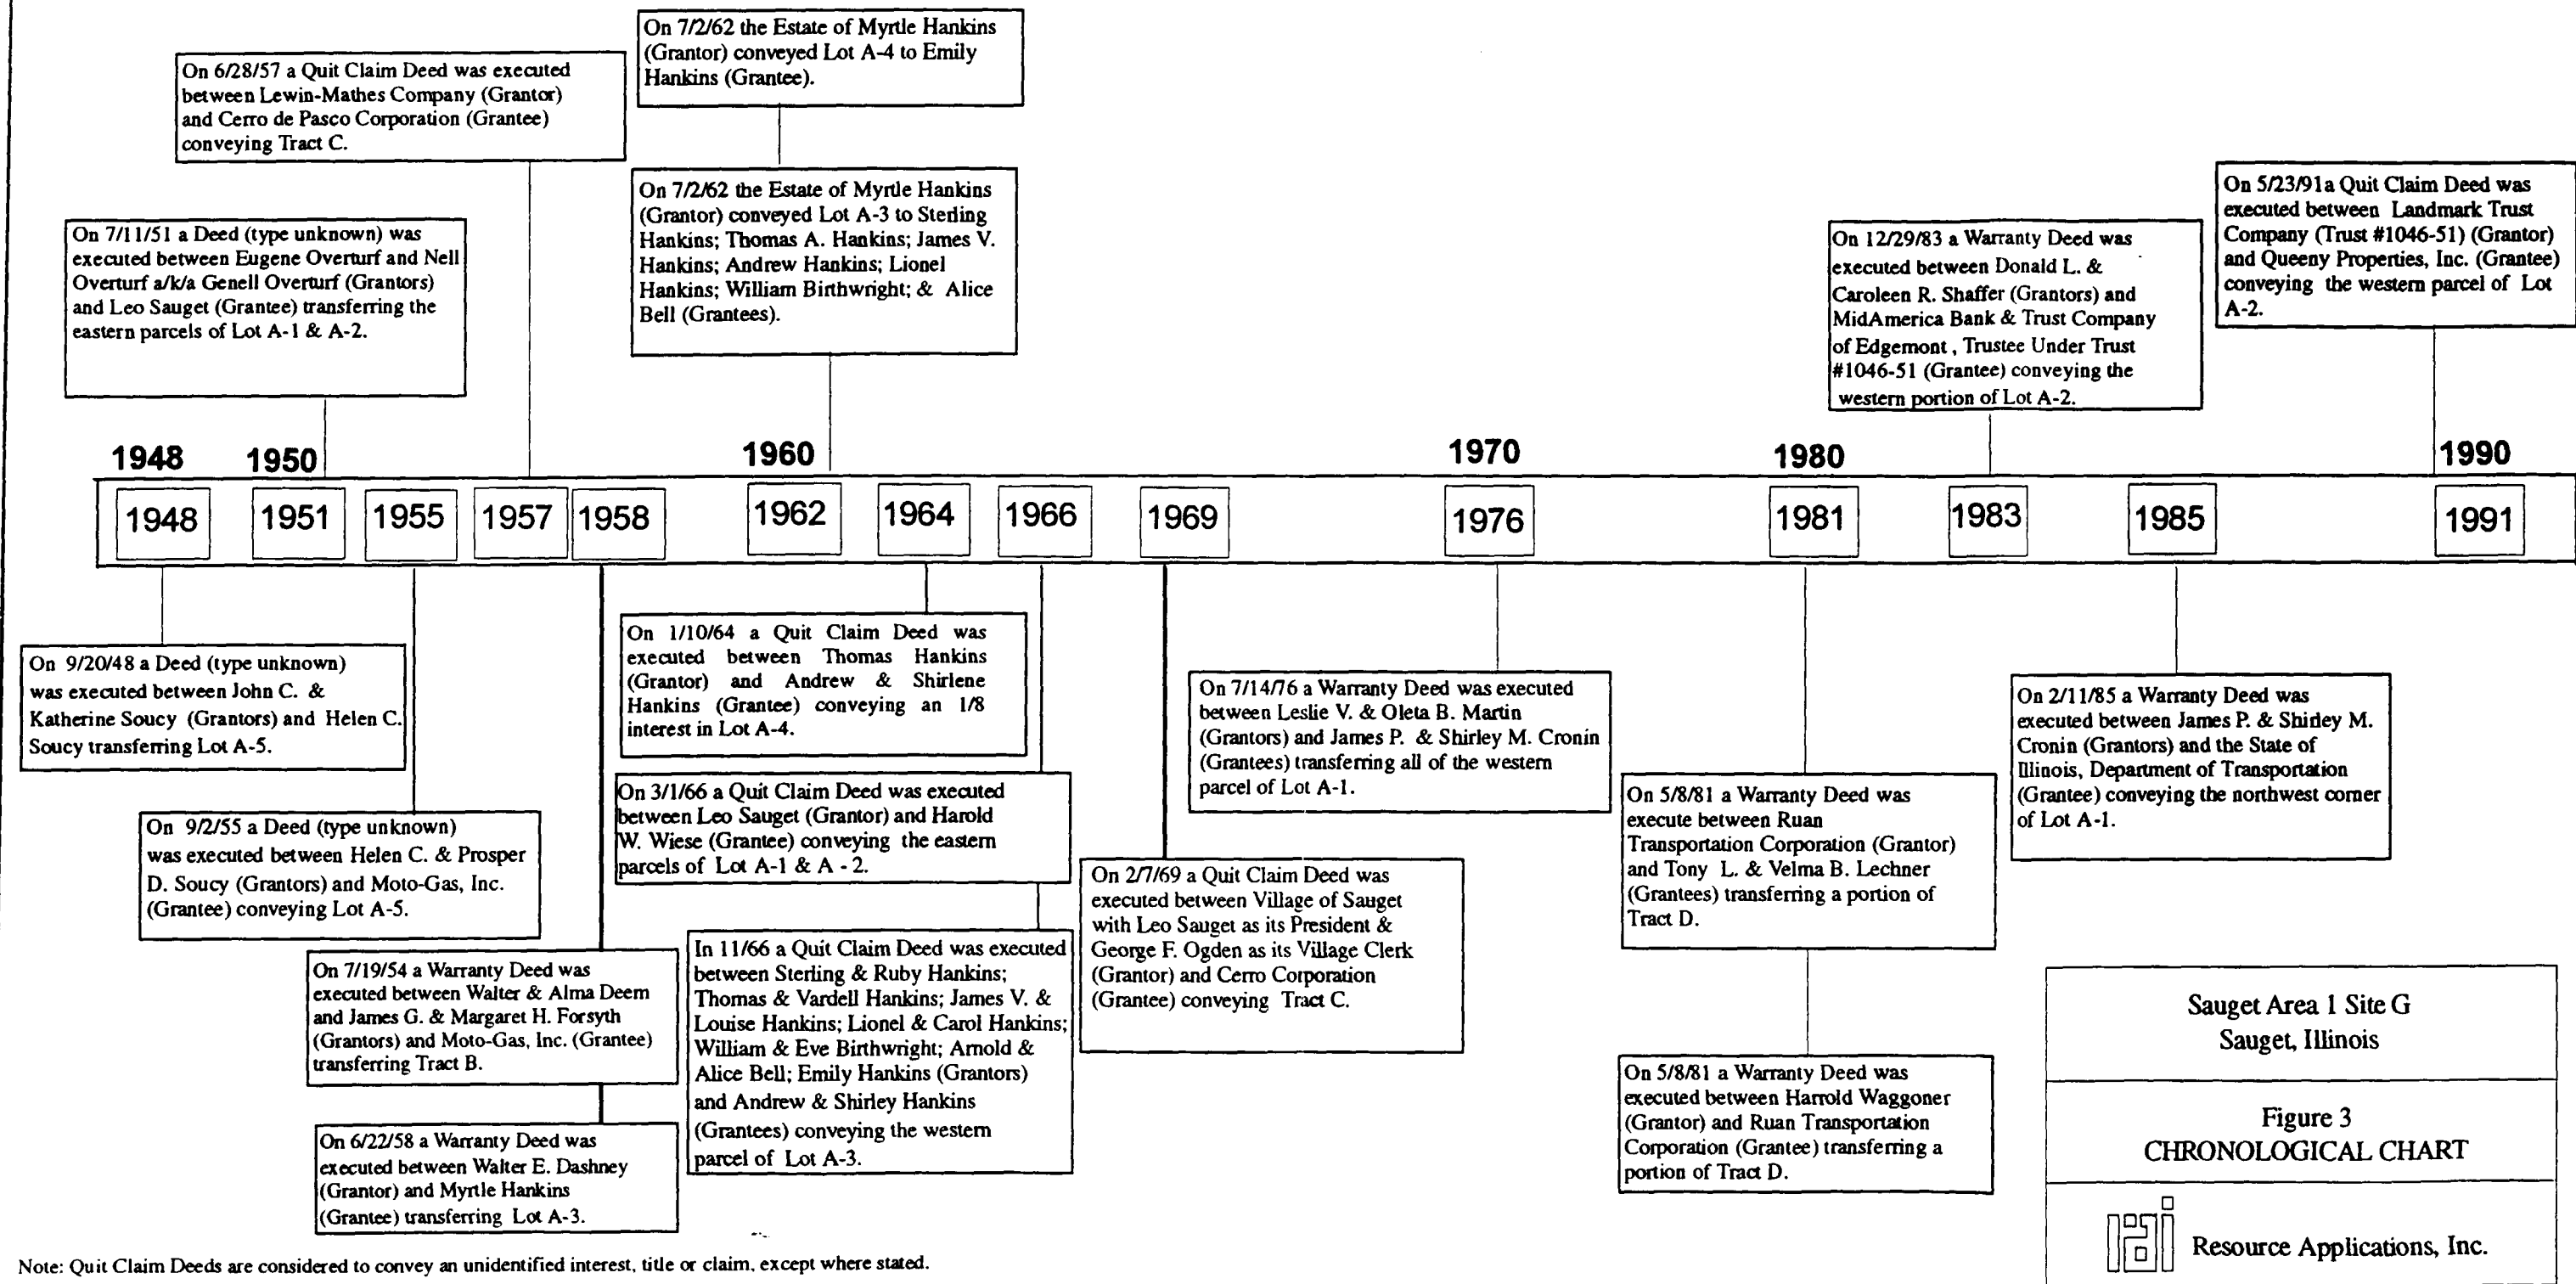 On 7/2/62 the Estate of Myrtle Hankins
(Grantor) conveyed Lot A-4 to Emily
Hankins (Grantee).
On 6/28/57 a Quit Claim Deed was executed
between Lewin-Mathes Company (Grantor)
and Cerro de Pasco Corporation (Grantee)
conveying Tract C.
On 7/2/62 the Estate of Myrtle Hankins
(Grantor) conveyed Lot A-3 to Sterling
Hankins; Thomas A. Hankins; James V.
Hankins; Andrew Hankins; Lionel
Hankins; William Birthwright; & Alice
Bell (Grantees).
On 7/11/51 a Deed (type unknown) was
executed between Eugene Overturf and Nell
Overturf a/k/a Genell Overturf (Grantors)
and Leo Sauget (Grantee) transferring the
eastern parcels of Lot A-1 & A-2.
On 12/29/83 a Warranty Deed was
executed between Donald L. &
Caroleen R. Shaffer (Grantors) and
MidAmerica Bank & Trust Company
of Edgemont , Trustee Under Trust
#1046-51 (Grantee) conveying the
western portion of Lot A-2.
On 5/23/91a Quit Claim Deed was
executed between Landmark Trust
Company (Trust #1046-51) (Grantor)
and Queeny Properties, Inc. (Grantee)
conveying the western parcel of Lot
A-2.
1948 1950 1960 1970 1980 1990
1948 1951 1955 1957 1958 1962 1964 1966 1969 1976 1981 1983 1985 1991
On 9/20/48 a Deed (type unknown)
was executed between John C. &
Katherine Soucy (Grantors) and Helen C.
Soucy transferring Lot A-5.
On 9/2/55 a Deed (type unknown)
was executed between Helen C. & Prosper
D. Soucy (Grantors) and Moto-Gas, Inc.
(Grantee) conveying Lot A-5.
On 7/19/54 a Warranty Deed was
executed between Walter & Alma Deem
and James G. & Margaret H. Forsyth
(Grantors) and Moto-Gas, Inc. (Grantee)
transferring Tract B.
On 6/22/58 a Warranty Deed was
executed between Walter E. Dashney
(Grantor) and Myrtle Hankins
(Grantee) transferring Lot A-3.
On 1/10/64 a Quit Claim Deed was
executed between Thomas Hankins
(Grantor) and Andrew & Shirlene
Hankins (Grantee) conveying an 1/8
interest in Lot A-4.
On 3/1/66 a Quit Claim Deed was executed
between Leo Sauget (Grantor) and Harold
W. Wiese (Grantee) conveying the eastern
parcels of Lot A-1 & A - 2.
In 11/66 a Quit Claim Deed was executed
between Sterling & Ruby Hankins;
Thomas & Vardell Hankins; James V. &
Louise Hankins; Lionel & Carol Hankins;
William & Eve Birthwright; Arnold &
Alice Bell; Emily Hankins (Grantors)
and Andrew & Shirley Hankins
(Grantees) conveying the western
parcel of Lot A-3.
On 2/7/69 a Quit Claim Deed was
executed between Village of Sauget
with Leo Sauget as its President &
George F. Ogden as its Village Clerk
(Grantor) and Cerro Corporation
(Grantee) conveying Tract C.
On 7/14/76 a Warranty Deed was executed
between Leslie V. & Oleta B. Martin
(Grantors) and James P. & Shirley M. Cronin
(Grantees) transferring all of the western
parcel of Lot A-1.
On 5/8/81 a Warranty Deed was
execute between Ruan
Transportation Corporation (Grantor)
and Tony L. & Velma B. Lechner
(Grantees) transferring a portion of
Tract D.
On 5/8/81 a Warranty Deed was
executed between Harrold Waggoner
(Grantor) and Ruan Transportation
Corporation (Grantee) transferring a
portion of Tract D.
On 2/11/85 a Warranty Deed was
executed between James P. & Shirley M.
Cronin (Grantors) and the State of
Illinois, Department of Transportation
(Grantee) conveying the northwest corner
of Lot A-1.
Sauget Area 1 Site G
Sauget, Illinois
Figure 3
CHRONOLOGICAL CHART
rai Resource Applications, Inc.
Note: Quit Claim Deeds are considered to convey an unidentified interest, title or claim, except where stated.